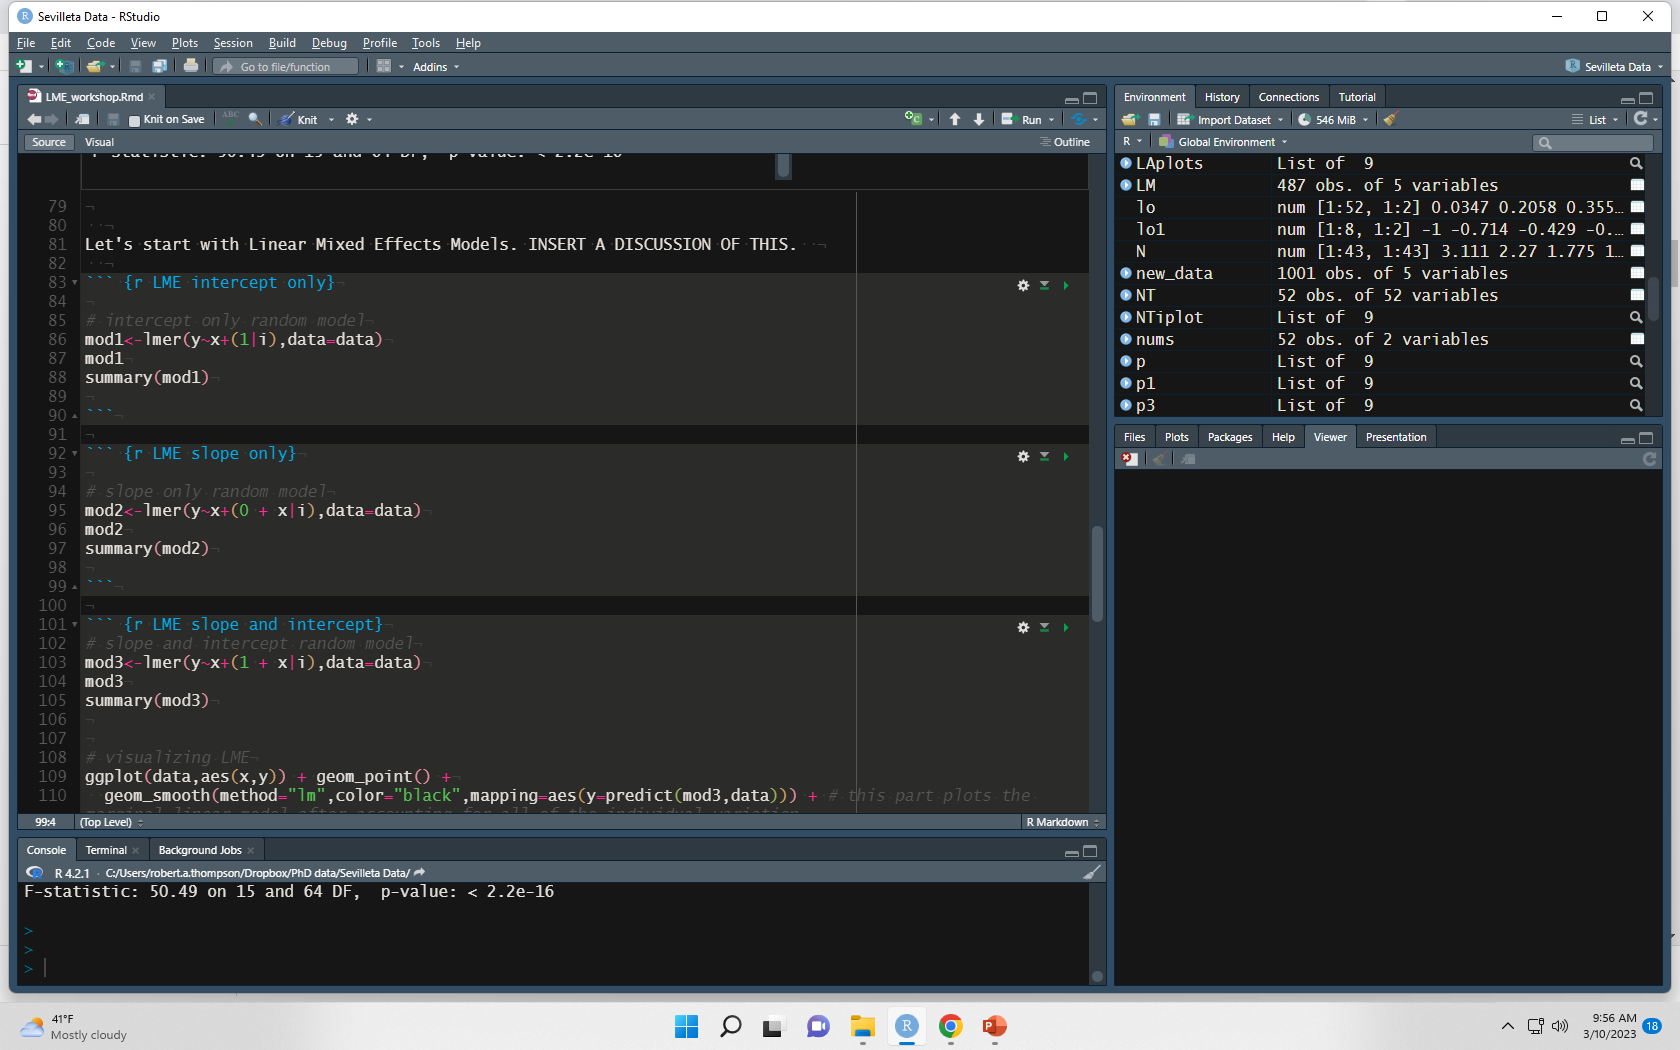 Sevilleta Data - RStudio
File Edit Code View Plots Session Build Debug Profile Tools Help
Go to file/function Addins Sevilleta Data
LME_workshop.Rmd
Knit on Save ABC Knit Run
Source Visual Outline
79
80
81 Let's start with Linear Mixed Effects Models. INSERT A DISCUSSION OF THIS.
82
83 ``` {r LME intercept only}
84
85 # intercept only random model
86 mod1<-lmer(y~x+(1|i),data=data)
87 mod1
88 summary(mod1)
89
90 ```
91
92 ``` {r LME slope only}
93
94 # slope only random model
95 mod2<-lmer(y~x+(0 + x|i),data=data)
96 mod2
97 summary(mod2)
98
99 ```
100
101 ``` {r LME slope and intercept}
102 # slope and intercept random model
103 mod3<-lmer(y~x+(1 + x|i),data=data)
104 mod3
105 summary(mod3)
106
107
108 # visualizing LME
109 ggplot(data,aes(x,y)) + geom_point() +
110 geom_smooth(method="lm",color="black",mapping=aes(y=predict(mod3,data))) + # this part plots the
marginal linear model after accounting for all of the individual variation
99:4 (Top Level) R Markdown
Console Terminal Background Jobs
R 4.2.1 · C:/Users/robert.a.thompson/Dropbox/PhD data/Sevilleta Data/
F-statistic: 50.49 on 15 and 64 DF, p-value: < 2.2e-16
>
>
>
Environment History Connections Tutorial
Import Dataset 546 MiB List
R Global Environment
LAplots List of 9
LM 487 obs. of 5 variables
lo num [1:52, 1:2] 0.0347 0.2058 0.355…
lo1 num [1:8, 1:2] -1 -0.714 -0.429 -0.…
N num [1:43, 1:43] 3.111 2.27 1.775 1…
new_data 1001 obs. of 5 variables
NT 52 obs. of 52 variables
NTiplot List of 9
nums 52 obs. of 2 variables
p List of 9
p1 List of 9
p3 List of 9
Files Plots Packages Help Viewer Presentation
41°F
Mostly cloudy
9:56 AM
3/10/2023
18